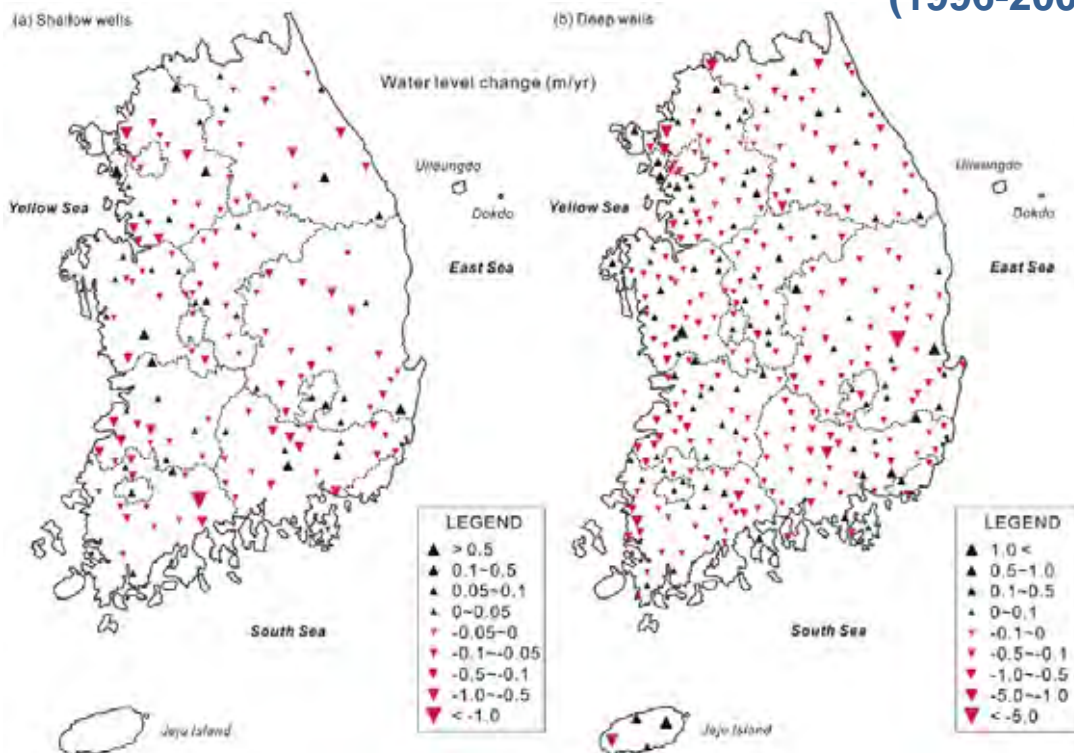 (1996-200
(a) Shallow wells
(b) Deep wells
Water level change (m/yr)
Ulleungdo
Dokdo
Yellow Sea
East Sea
South Sea
Jeju Island
LEGEND
> 0.5
0.1~0.5
0.05~0.1
0~0.05
-0.05~0
-0.1~-0.05
-0.5~-0.1
-1.0~-0.5
< -1.0
Ulleungdo
Dokdo
Yellow Sea
East Sea
South Sea
Jeju Island
LEGEND
1.0 <
0.5~1.0
0.1~0.5
0~0.1
-0.1~0
-0.5~-0.1
-1.0~-0.5
-5.0~-1.0
< -5.0